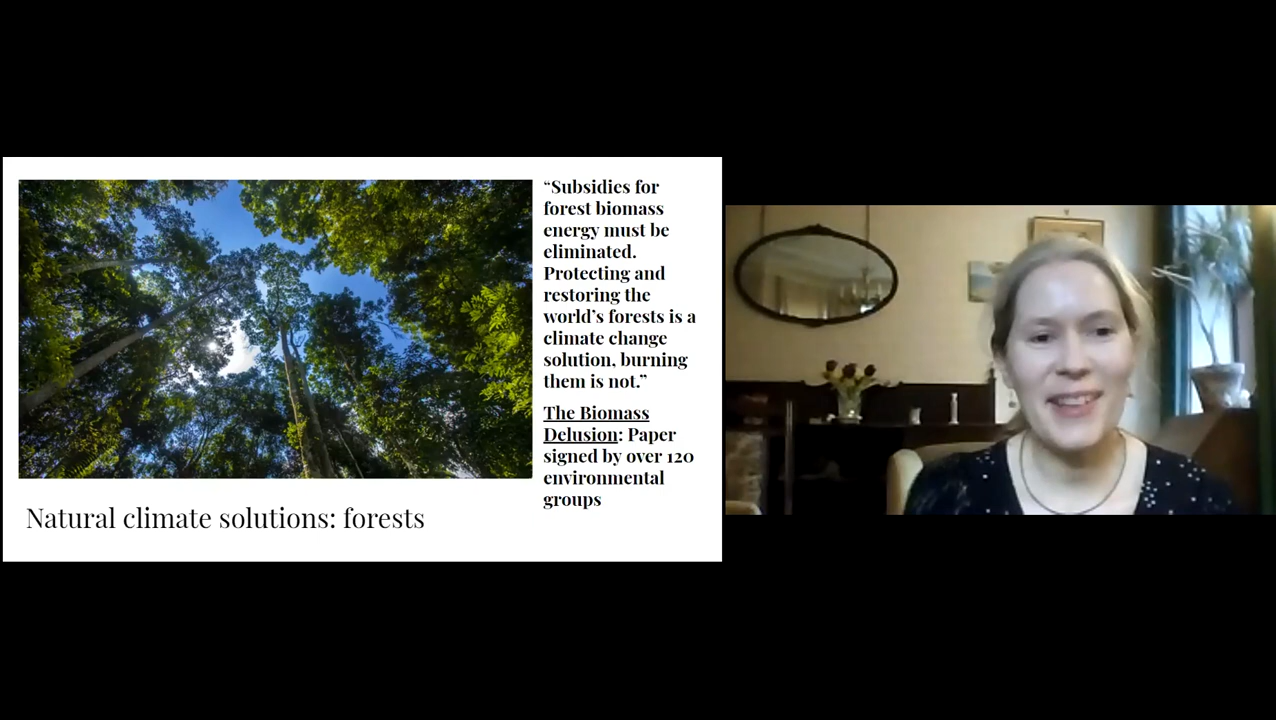 “Subsidies for
forest biomass
energy must be
eliminated.
Protecting and
restoring the
world’s forests is a
climate change
solution, burning
them is not.”
The Biomass
Delusion: Paper
signed by over 120
environmental
groups
Natural climate solutions: forests